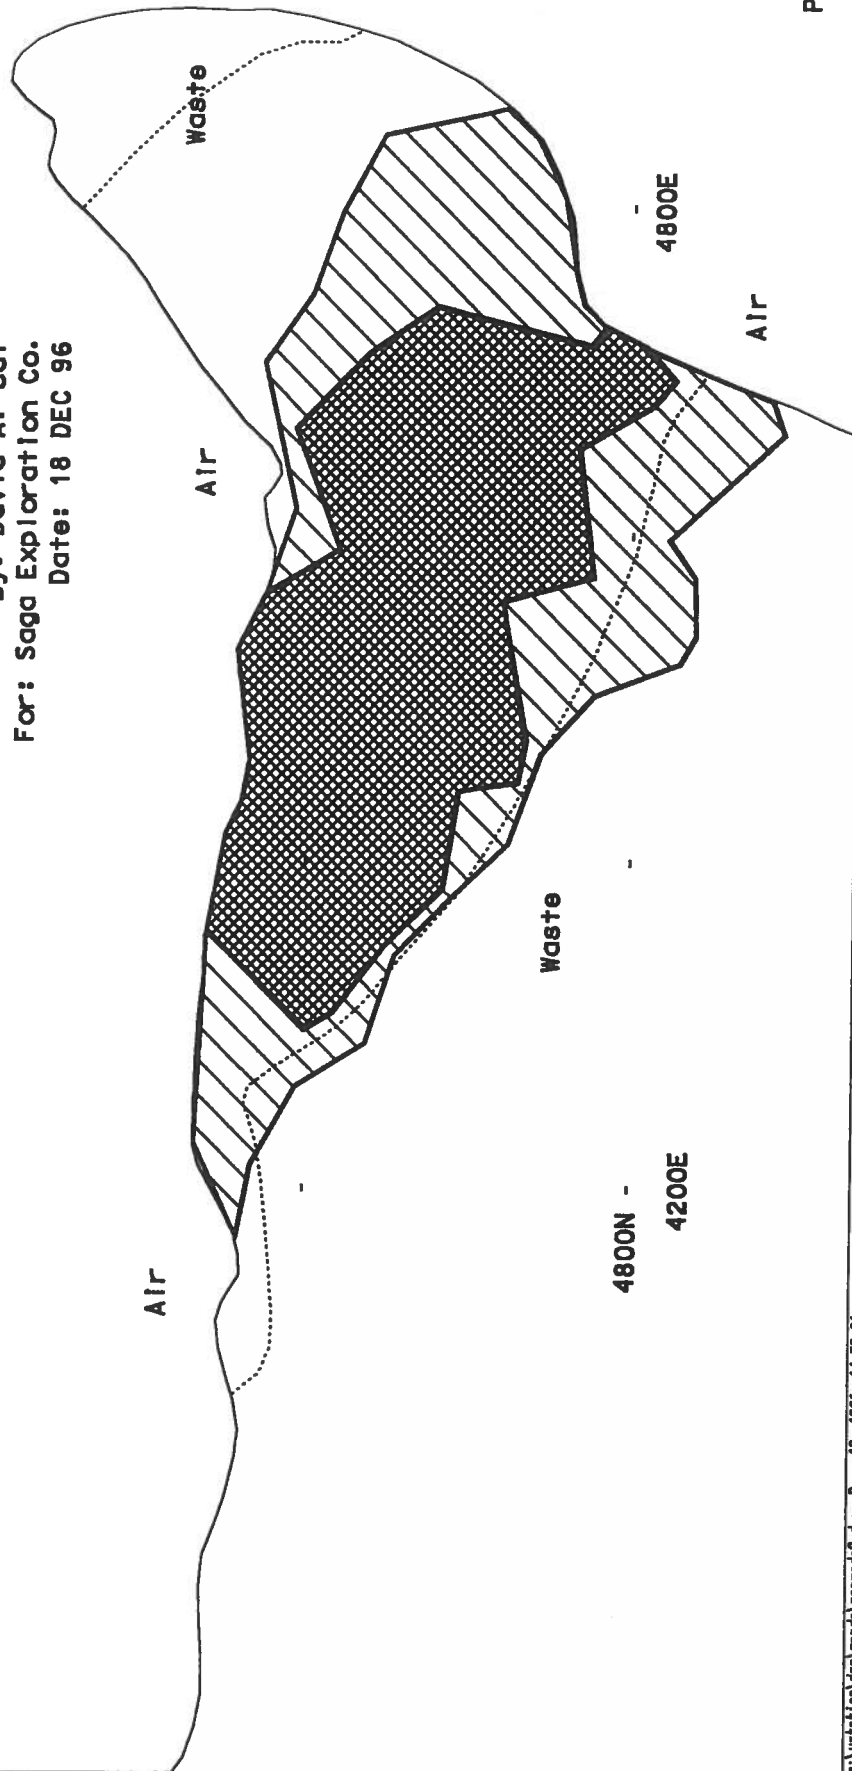 For: Saga Exploration Co.
Date: 18 DEC 96
Waste
Air
4800E
Air
Waste
Air
4800N -
4200E